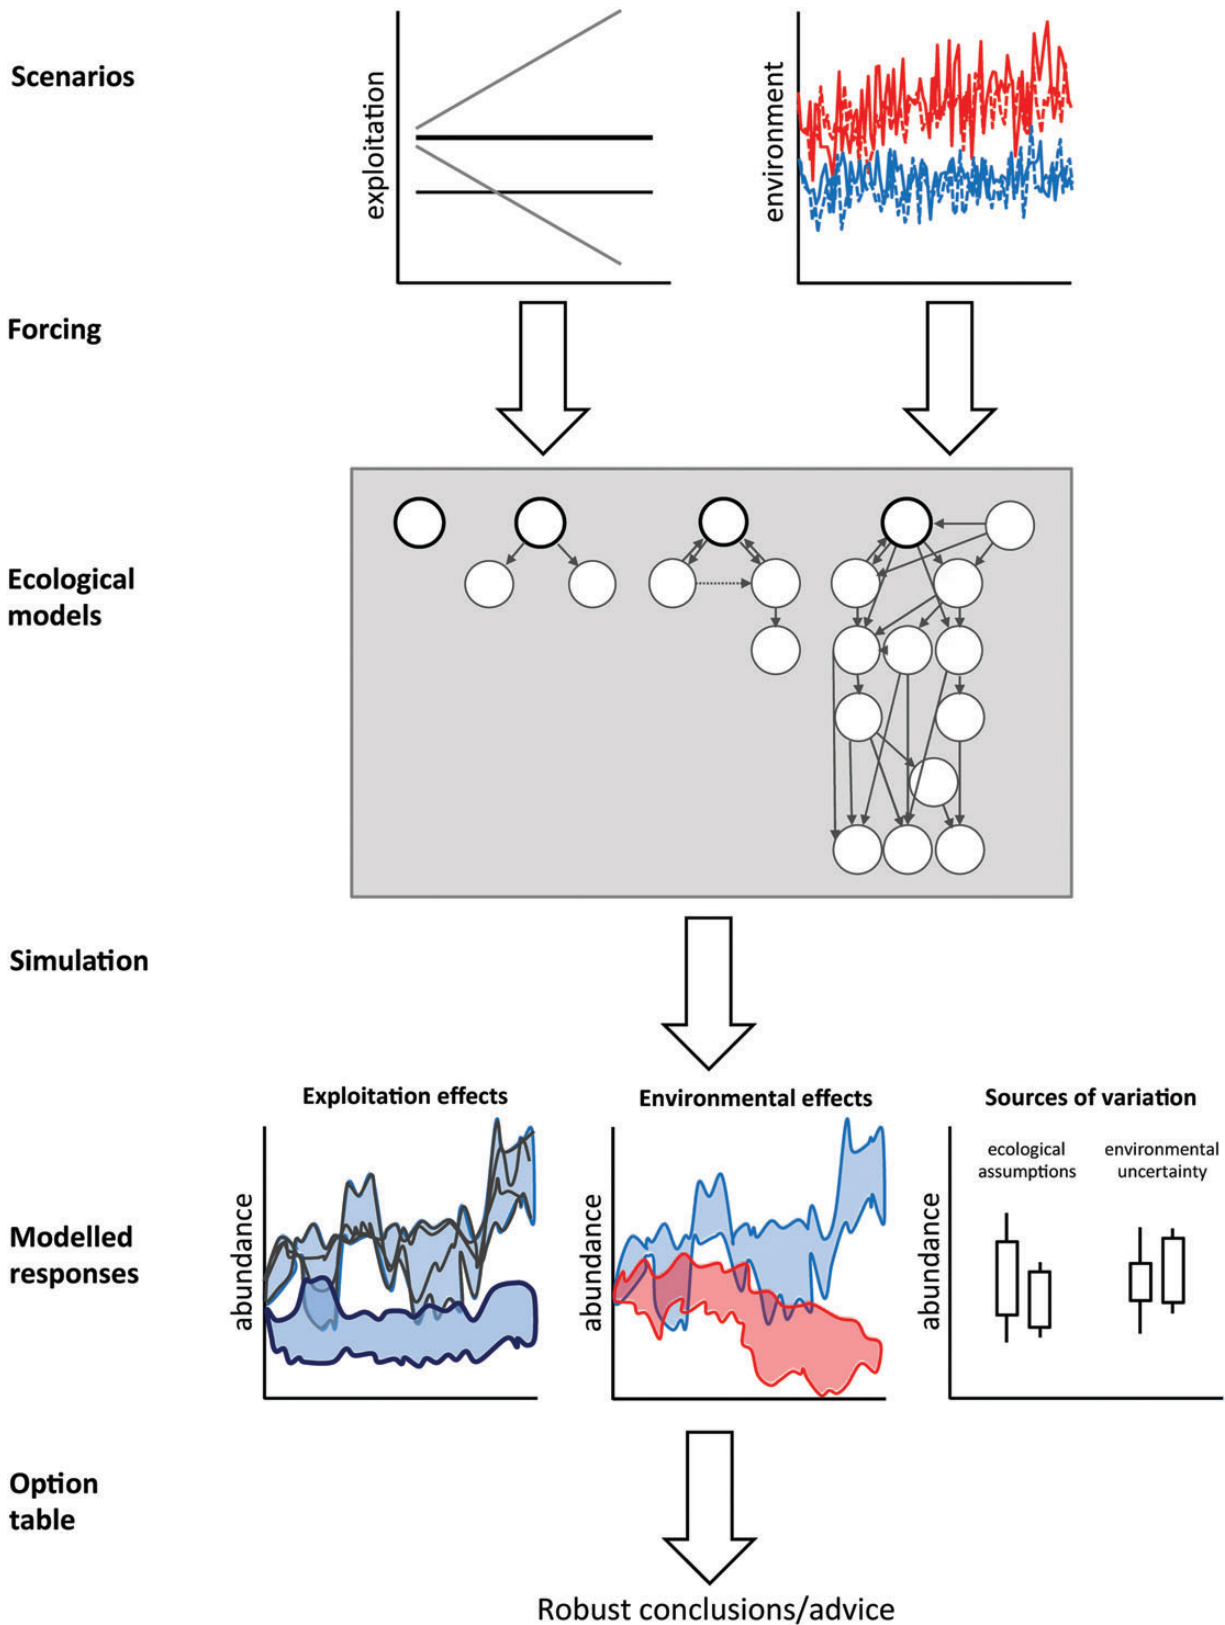 Scenarios
exploitation
environment
Forcing
Ecological
models
Simulation
Exploitation effects
Environmental effects
Sources of variation
ecological
assumptions
environmental
uncertainty
Modelled
responses
abundance
abundance
abundance
Option
table
Robust conclusions/advice